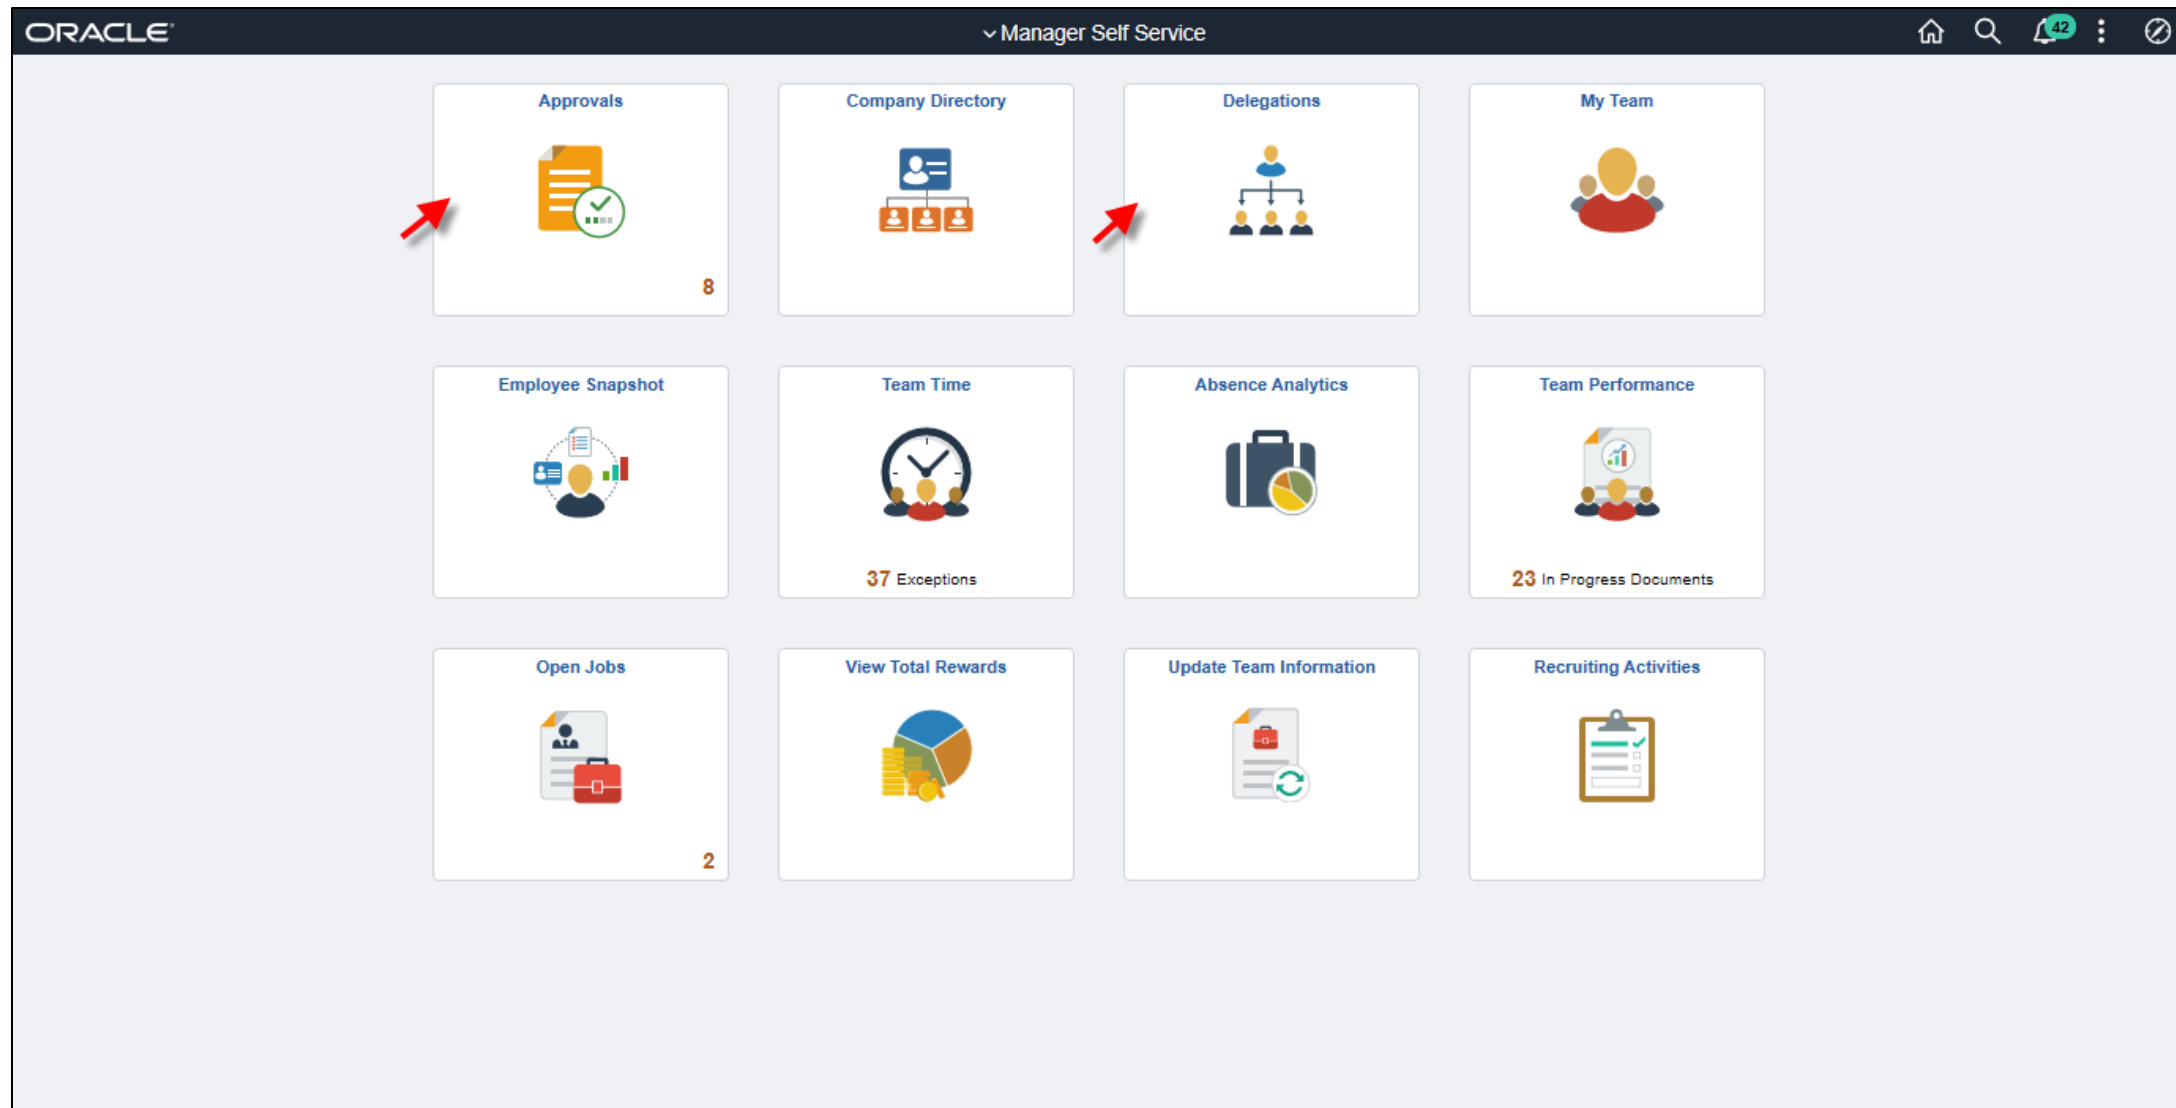 ORACLE
Manager Self Service
42
Approvals
8
Company Directory
Delegations
My Team
Employee Snapshot
Team Time
37 Exceptions
Absence Analytics
Team Performance
23 In Progress Documents
Open Jobs
2
View Total Rewards
Update Team Information
Recruiting Activities